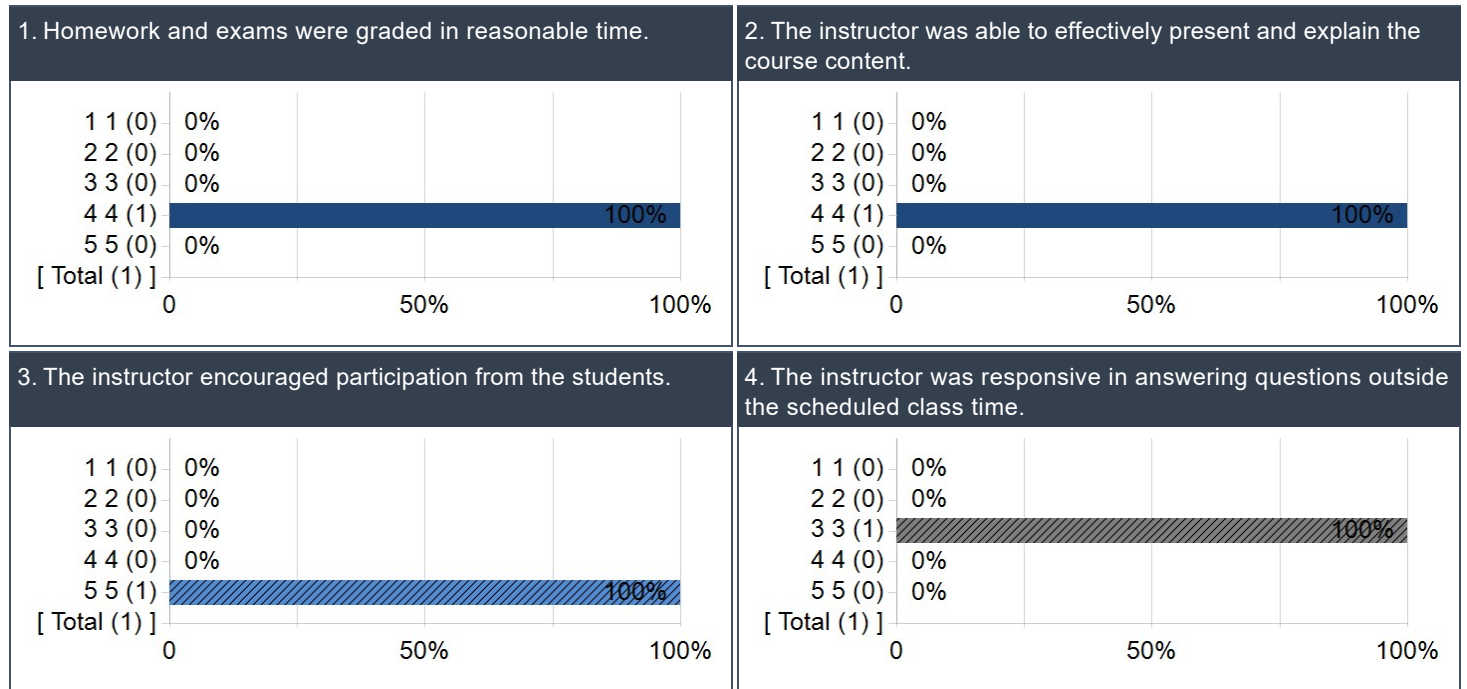 1. Homework and exams were graded in reasonable time.
1 1 (0) 0%
2 2 (0) 0%
3 3 (0) 0%
4 4 (1) 100%
5 5 (0) 0%
[ Total (1) ]
0 50% 100%
2. The instructor was able to effectively present and explain the
course content.
1 1 (0) 0%
2 2 (0) 0%
3 3 (0) 0%
4 4 (1) 100%
5 5 (0) 0%
[ Total (1) ]
0 50% 100%
3. The instructor encouraged participation from the students.
1 1 (0) 0%
2 2 (0) 0%
3 3 (0) 0%
4 4 (0) 0%
5 5 (1) 100%
[ Total (1) ]
0 50% 100%
4. The instructor was responsive in answering questions outside
the scheduled class time.
1 1 (0) 0%
2 2 (0) 0%
3 3 (1) 100%
4 4 (0) 0%
5 5 (0) 0%
[ Total (1) ]
0 50% 100%